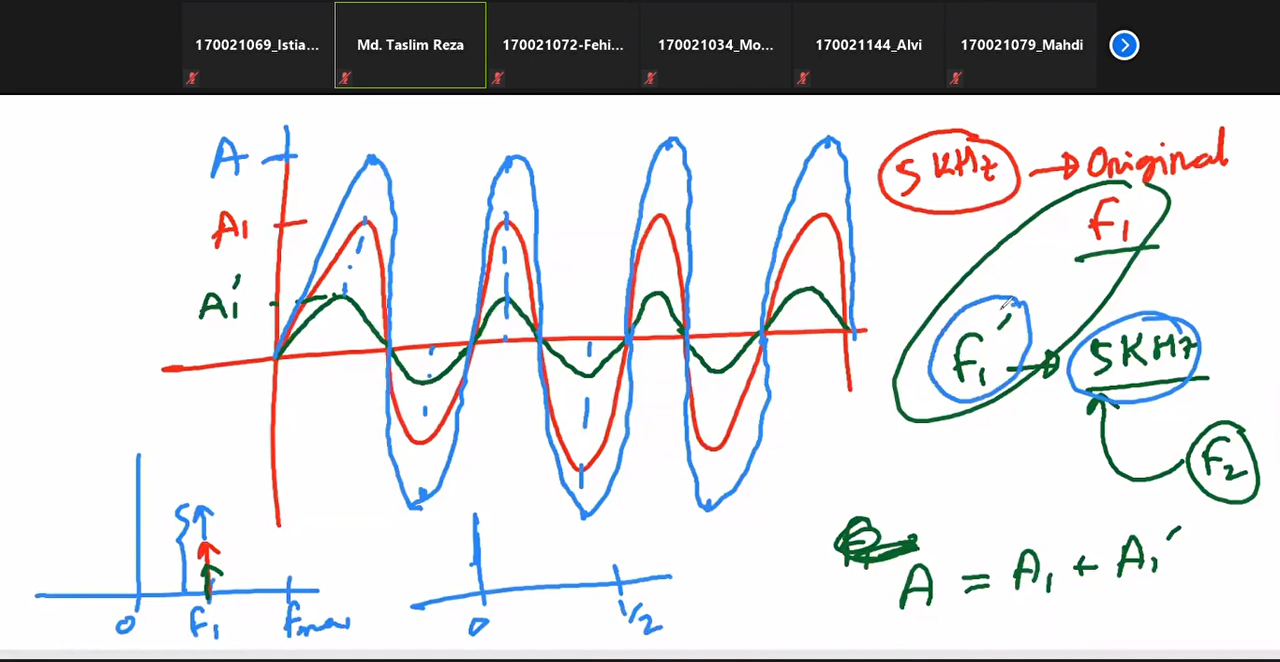 170021069_Istia... Md. Taslim Reza 170021072-Fehi... 170021034_Mo... 170021144_Alvi 170021079_Mahdi
A
5 KHz → Original
A1
F1
A1'
F1' → 5 KHz
F2
A = A1 + A1'
0 F1 Fmax
0 1/2